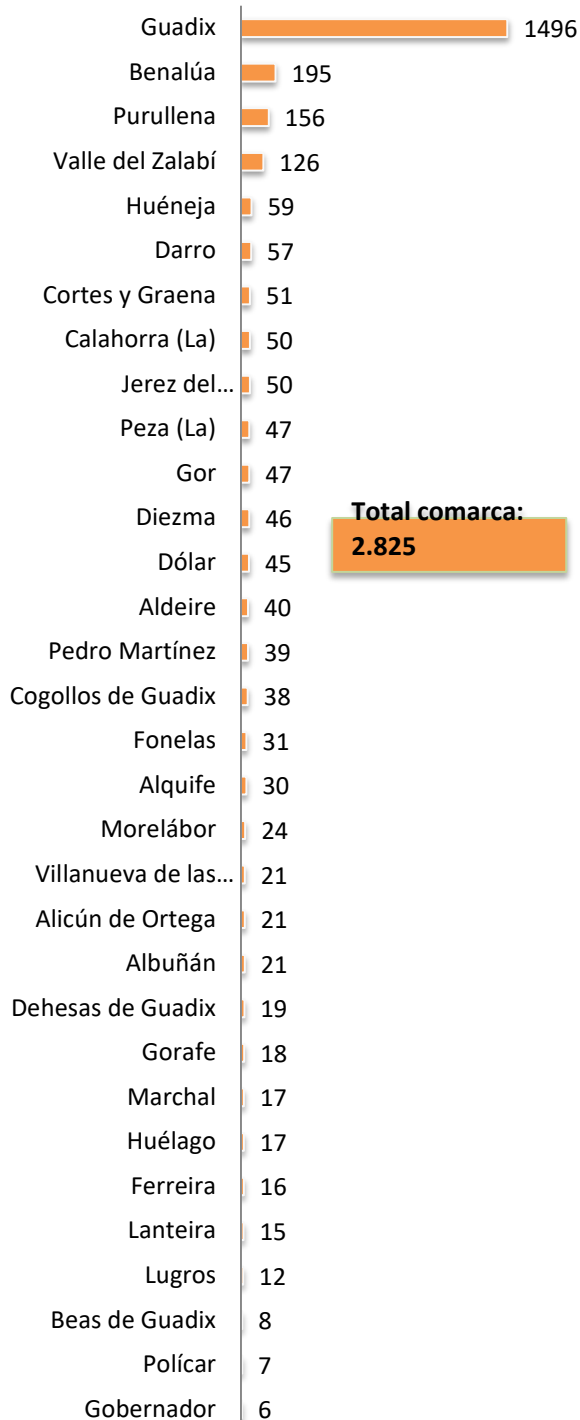 Guadix 1496
Benalúa 195
Purullena 156
Valle del Zalabí 126
Huéneja 59
Darro 57
Cortes y Graena 51
Calahorra (La) 50
Jerez del... 50
Peza (La) 47
Gor 47
Diezma 46
Dólar 45
Aldeire 40
Pedro Martínez 39
Cogollos de Guadix 38
Fonelas 31
Alquife 30
Morelábor 24
Villanueva de las... 21
Alicún de Ortega 21
Albuñán 21
Dehesas de Guadix 19
Gorafe 18
Marchal 17
Huélago 17
Ferreira 16
Lanteira 15
Lugros 12
Beas de Guadix 8
Polícar 7
Gobernador 6
Total comarca:
2.825